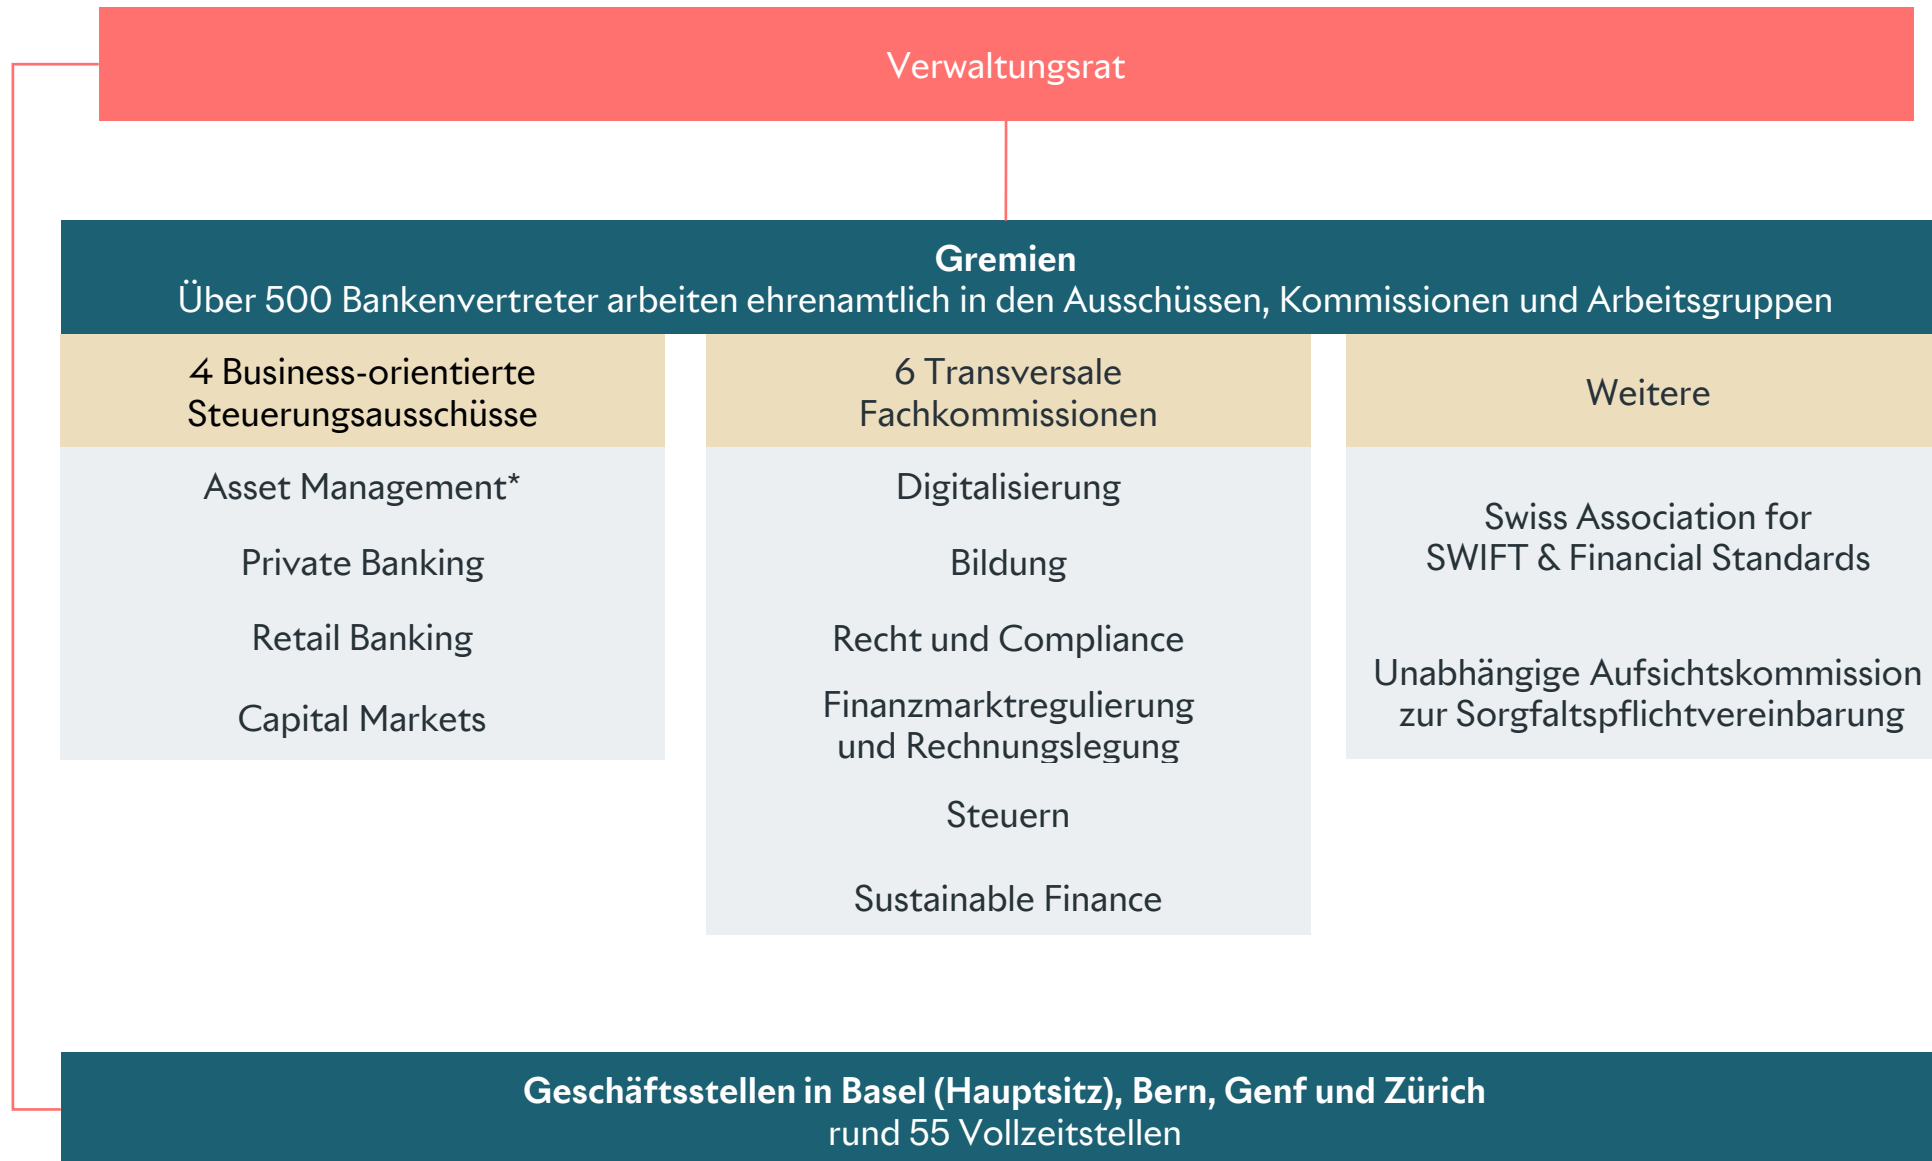 Verwaltungsrat
Gremien
Über 500 Bankenvertreter arbeiten ehrenamtlich in den Ausschüssen, Kommissionen und Arbeitsgruppen
4 Business-orientierte
Steuerungsausschüsse
Asset Management*
Private Banking
Retail Banking
Capital Markets
6 Transversale
Fachkommissionen
Digitalisierung
Bildung
Recht und Compliance
Finanzmarktregulierung
und Rechnungslegung
Steuern
Sustainable Finance
Weitere
Swiss Association for
SWIFT & Financial Standards
Unabhängige Aufsichtskommission
zur Sorgfaltspflichtvereinbarung
Geschäftsstellen in Basel (Hauptsitz), Bern, Genf und Zürich
rund 55 Vollzeitstellen